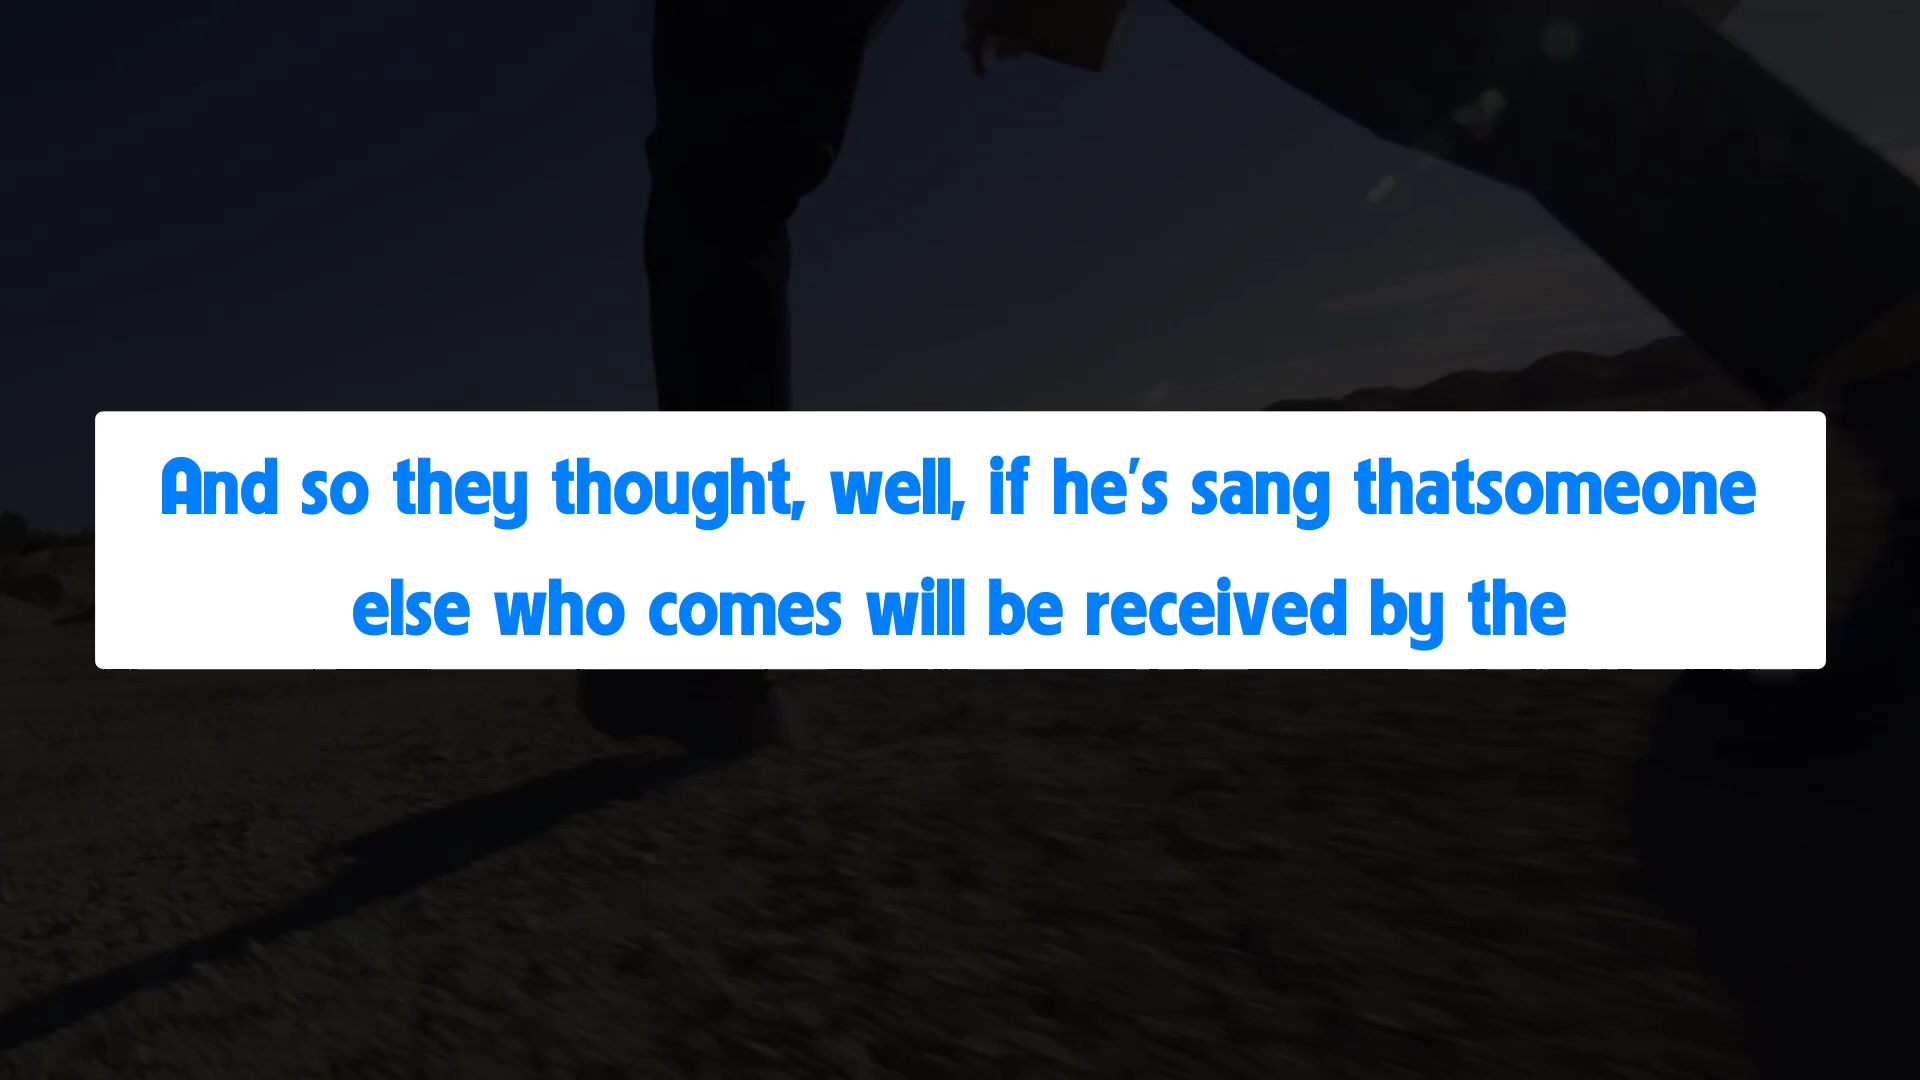 And so they thought, well, if he's sang thatsomeone
else who comes will be received by the